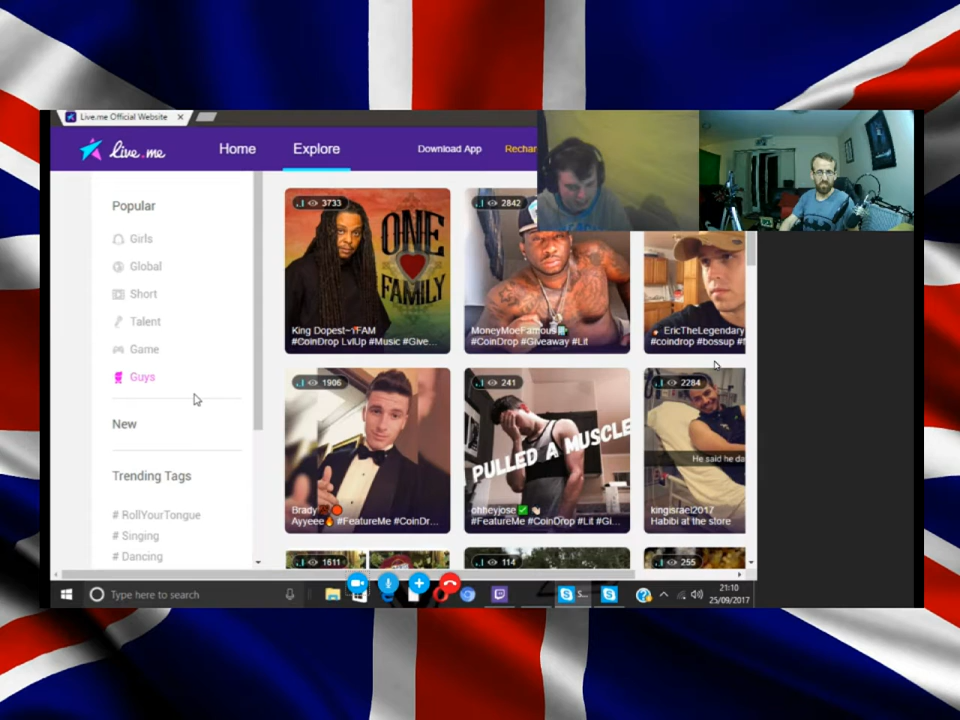 Live.me Official Website
live.me
Home
Explore
Download App
Rechar
Popular
Girls
Global
Short
Talent
Game
Guys
New
Trending Tags
# RollYourTongue
# Singing
# Dancing
3733
ONE
FAMILY
King Dopest~1FAM
#CoinDrop LvlUp #Music #Give...
2842
MoneyMoeFamous
#CoinDrop #Giveaway #Lit
EricTheLegendary
#coindrop #bossup
1906
Brady
Ayyeee #FeatureMe #CoinDr...
241
PULLED A MUSCLE
ohheyjose
#FeatureMe #CoinDrop #Lit #Gi...
2284
He said he da
kingisrael2017
Habibi at the store
1611
114
255
Type here to search
S...
21:10
25/09/2017